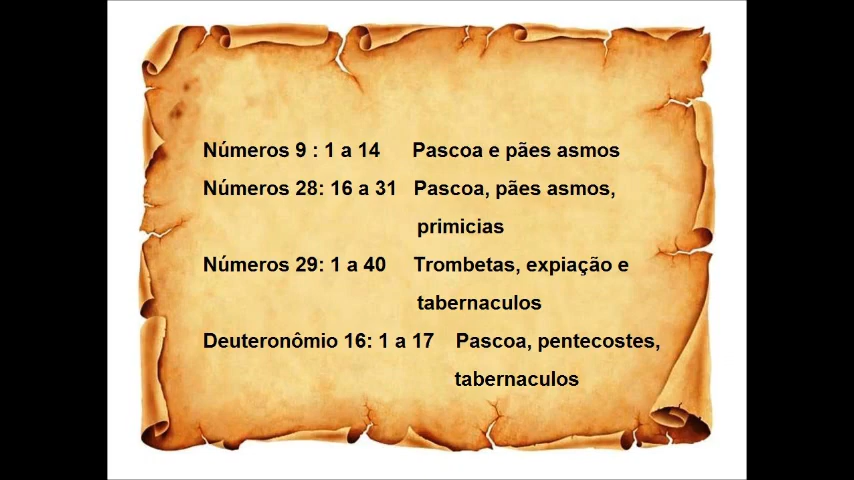 Números 9 : 1 a 14 Pascoa e pães asmos
Números 28: 16 a 31 Pascoa, pães asmos,
primicias
Números 29: 1 a 40 Trombetas, expiação e
tabernaculos
Deuteronômio 16: 1 a 17 Pascoa, pentecostes,
tabernaculos